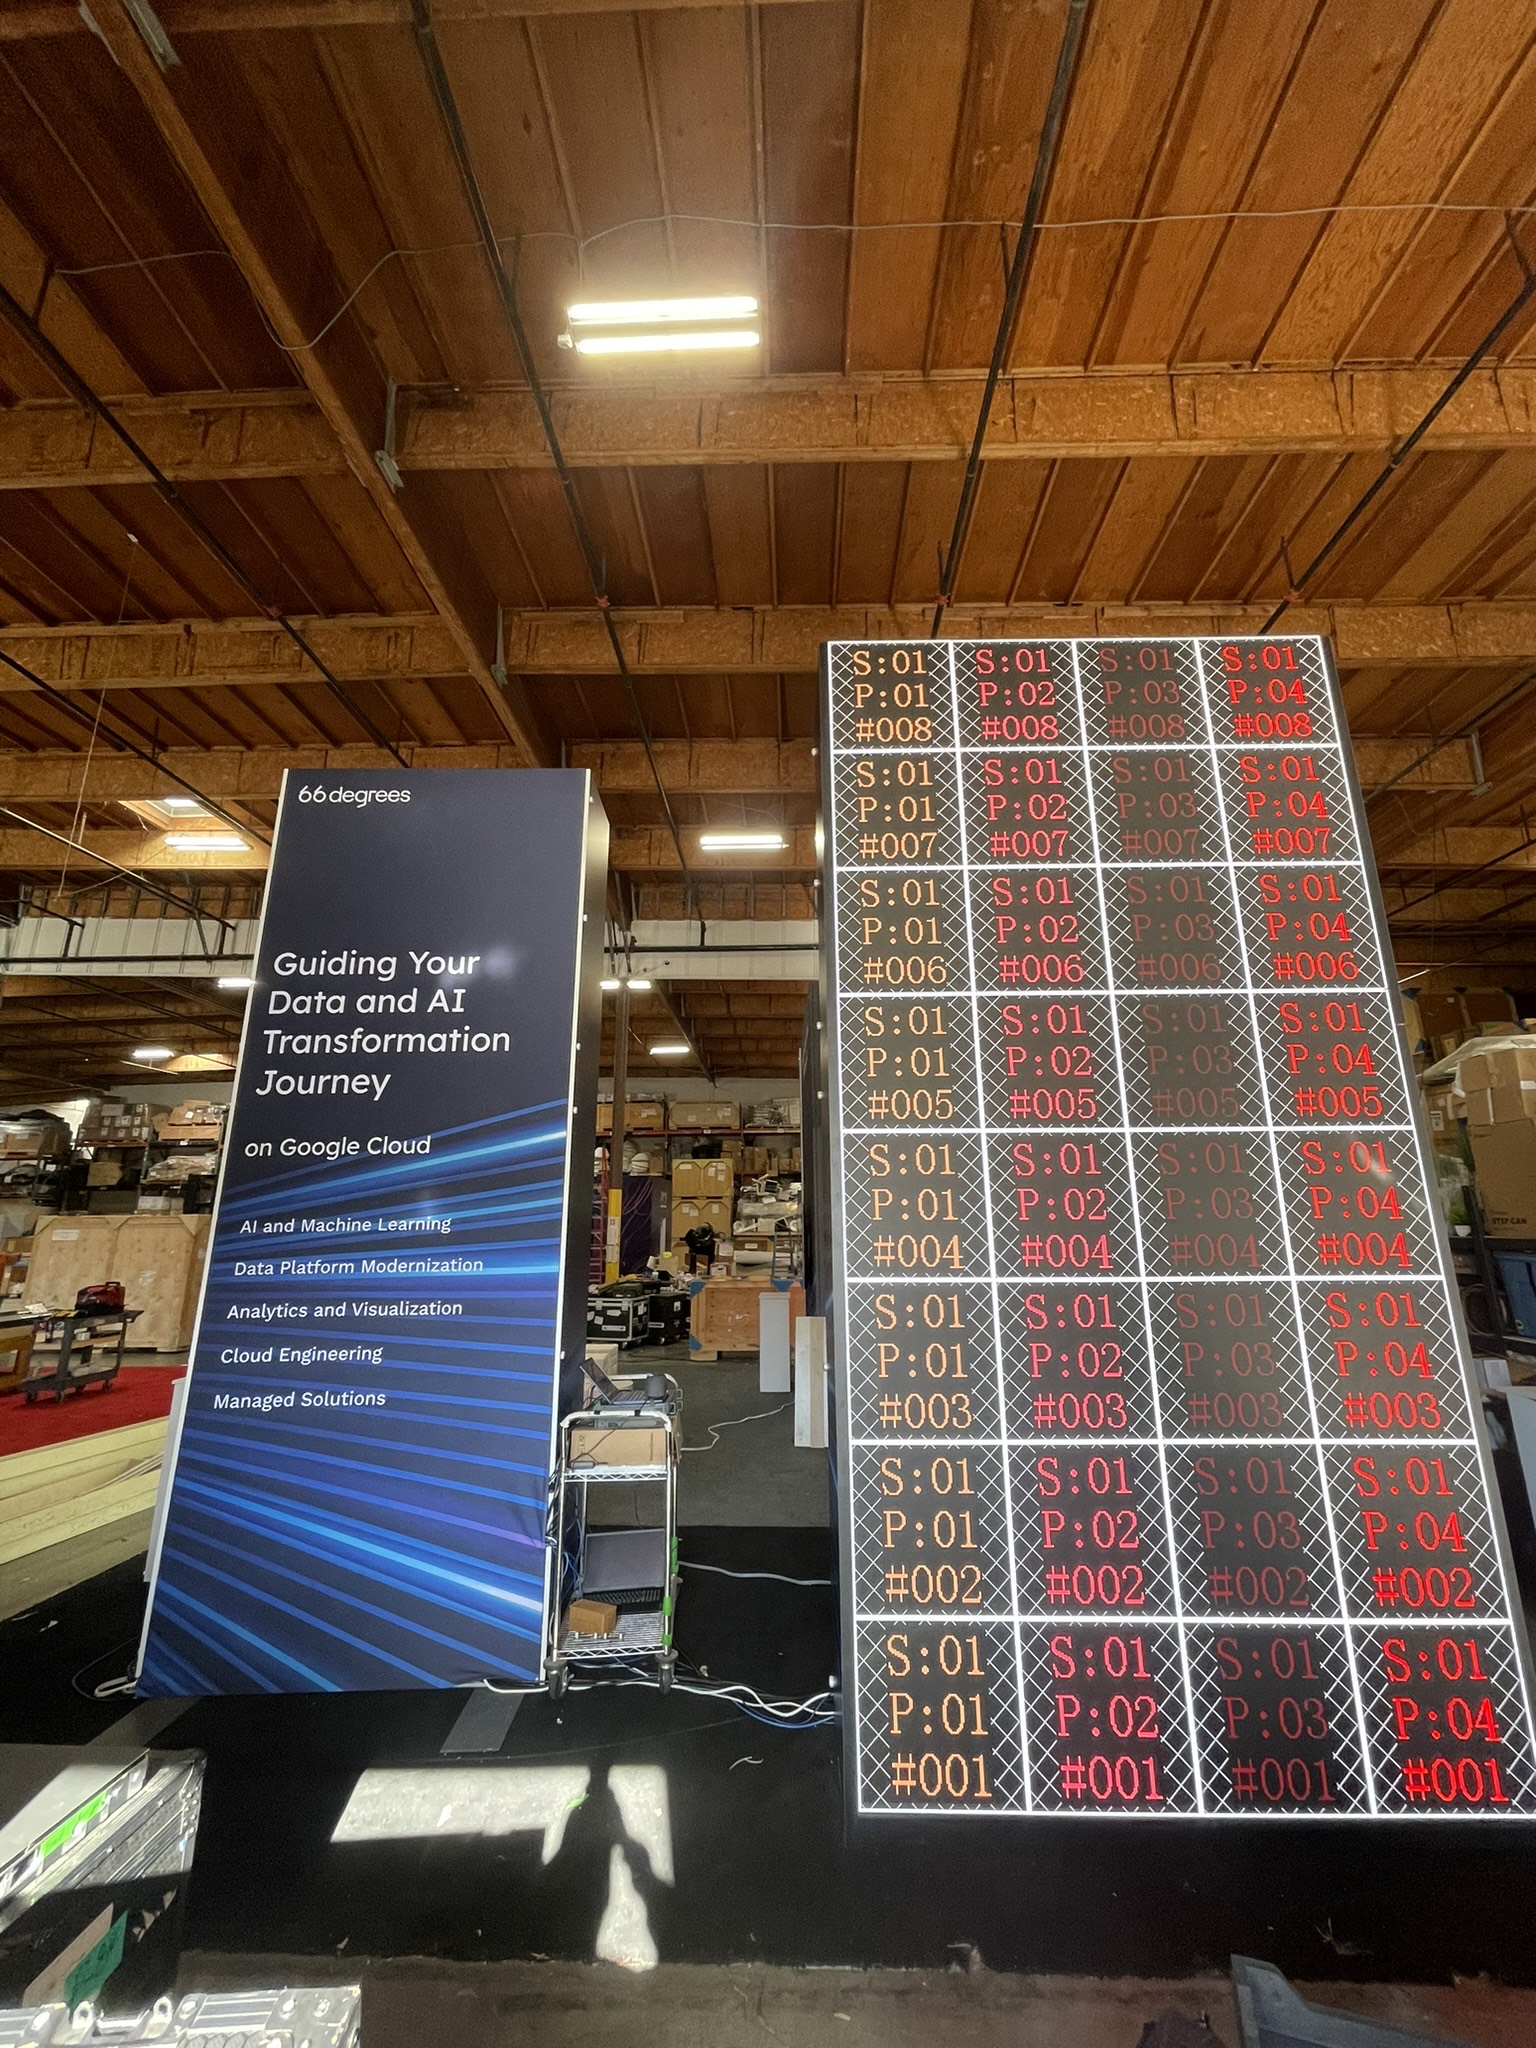 66degrees
Guiding Your
Data and AI
Transformation
Journey
on Google Cloud
AI and Machine Learning
Data Platform Modernization
Analytics and Visualization
Cloud Engineering
Managed Solutions
S:01 S:01 S:01 S:01
P:01 P:02 P:03 P:04
#008 #008 #008 #008
S:01 S:01 S:01 S:01
P:01 P:02 P:03 P:04
#007 #007 #007 #007
S:01 S:01 S:01 S:01
P:01 P:02 P:03 P:04
#006 #006 #006 #006
S:01 S:01 S:01 S:01
P:01 P:02 P:03 P:04
#005 #005 #005 #005
S:01 S:01 S:01 S:01
P:01 P:02 P:03 P:04
#004 #004 #004 #004
S:01 S:01 S:01 S:01
P:01 P:02 P:03 P:04
#003 #003 #003 #003
S:01 S:01 S:01 S:01
P:01 P:02 P:03 P:04
#002 #002 #002 #002
S:01 S:01 S:01 S:01
P:01 P:02 P:03 P:04
#001 #001 #001 #001
STEP CAN